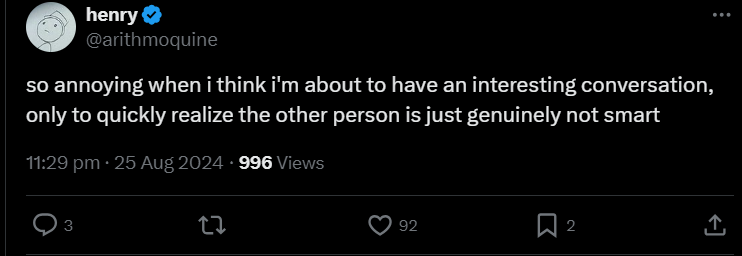 henry
@arithmoquine
so annoying when i think i'm about to have an interesting conversation,
only to quickly realize the other person is just genuinely not smart
11:29 pm · 25 Aug 2024 · 996 Views
3 92 2